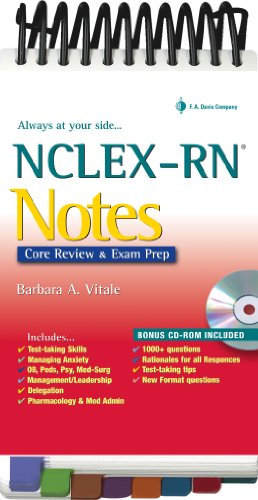 F. A. Davis Company
Always at your side...
NCLEX-RN®
Notes
Core Review & Exam Prep
Barbara A. Vitale
BONUS CD-ROM INCLUDED
Includes...
Test-taking Skills
Managing Anxiety
OB, Peds, Psy, Med-Surg
Management/Leadership
Delegation
Pharmacology & Med Admin
1000+ questions
Rationales for all Responces
Test-taking tips
New Format questions